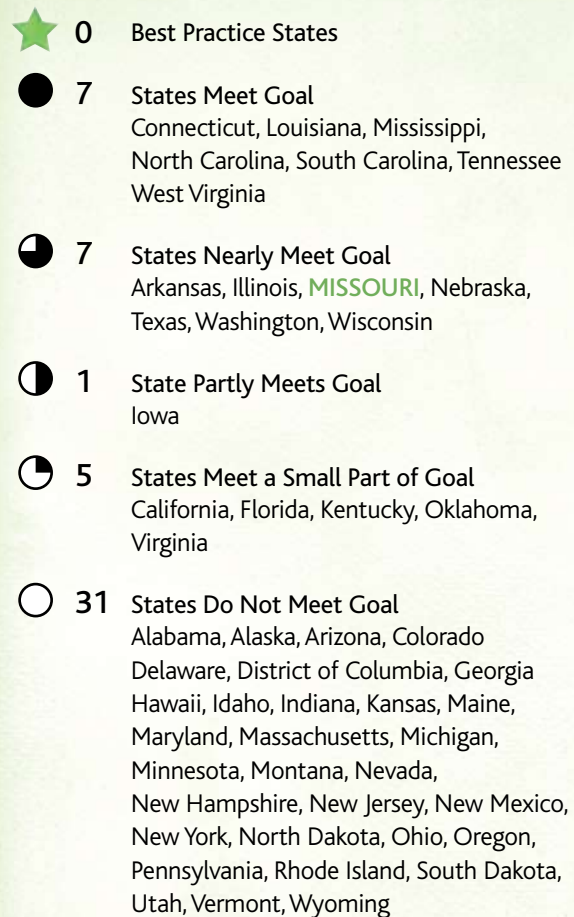 0 Best Practice States
7 States Meet Goal
Connecticut, Louisiana, Mississippi,
North Carolina, South Carolina, Tennessee
West Virginia
7 States Nearly Meet Goal
Arkansas, Illinois, MISSOURI, Nebraska,
Texas, Washington, Wisconsin
1 State Partly Meets Goal
Iowa
5 States Meet a Small Part of Goal
California, Florida, Kentucky, Oklahoma,
Virginia
31 States Do Not Meet Goal
Alabama, Alaska, Arizona, Colorado
Delaware, District of Columbia, Georgia
Hawaii, Idaho, Indiana, Kansas, Maine,
Maryland, Massachusetts, Michigan,
Minnesota, Montana, Nevada,
New Hampshire, New Jersey, New Mexico,
New York, North Dakota, Ohio, Oregon,
Pennsylvania, Rhode Island, South Dakota,
Utah, Vermont, Wyoming